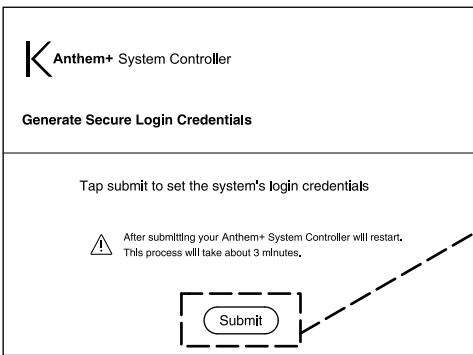 Anthem+ System Controller
Generate Secure Login Credentials
Tap submit to set the system's login credentials
After submitting your Anthem+ System Controller will restart.
This process will take about 3 minutes.
Submit